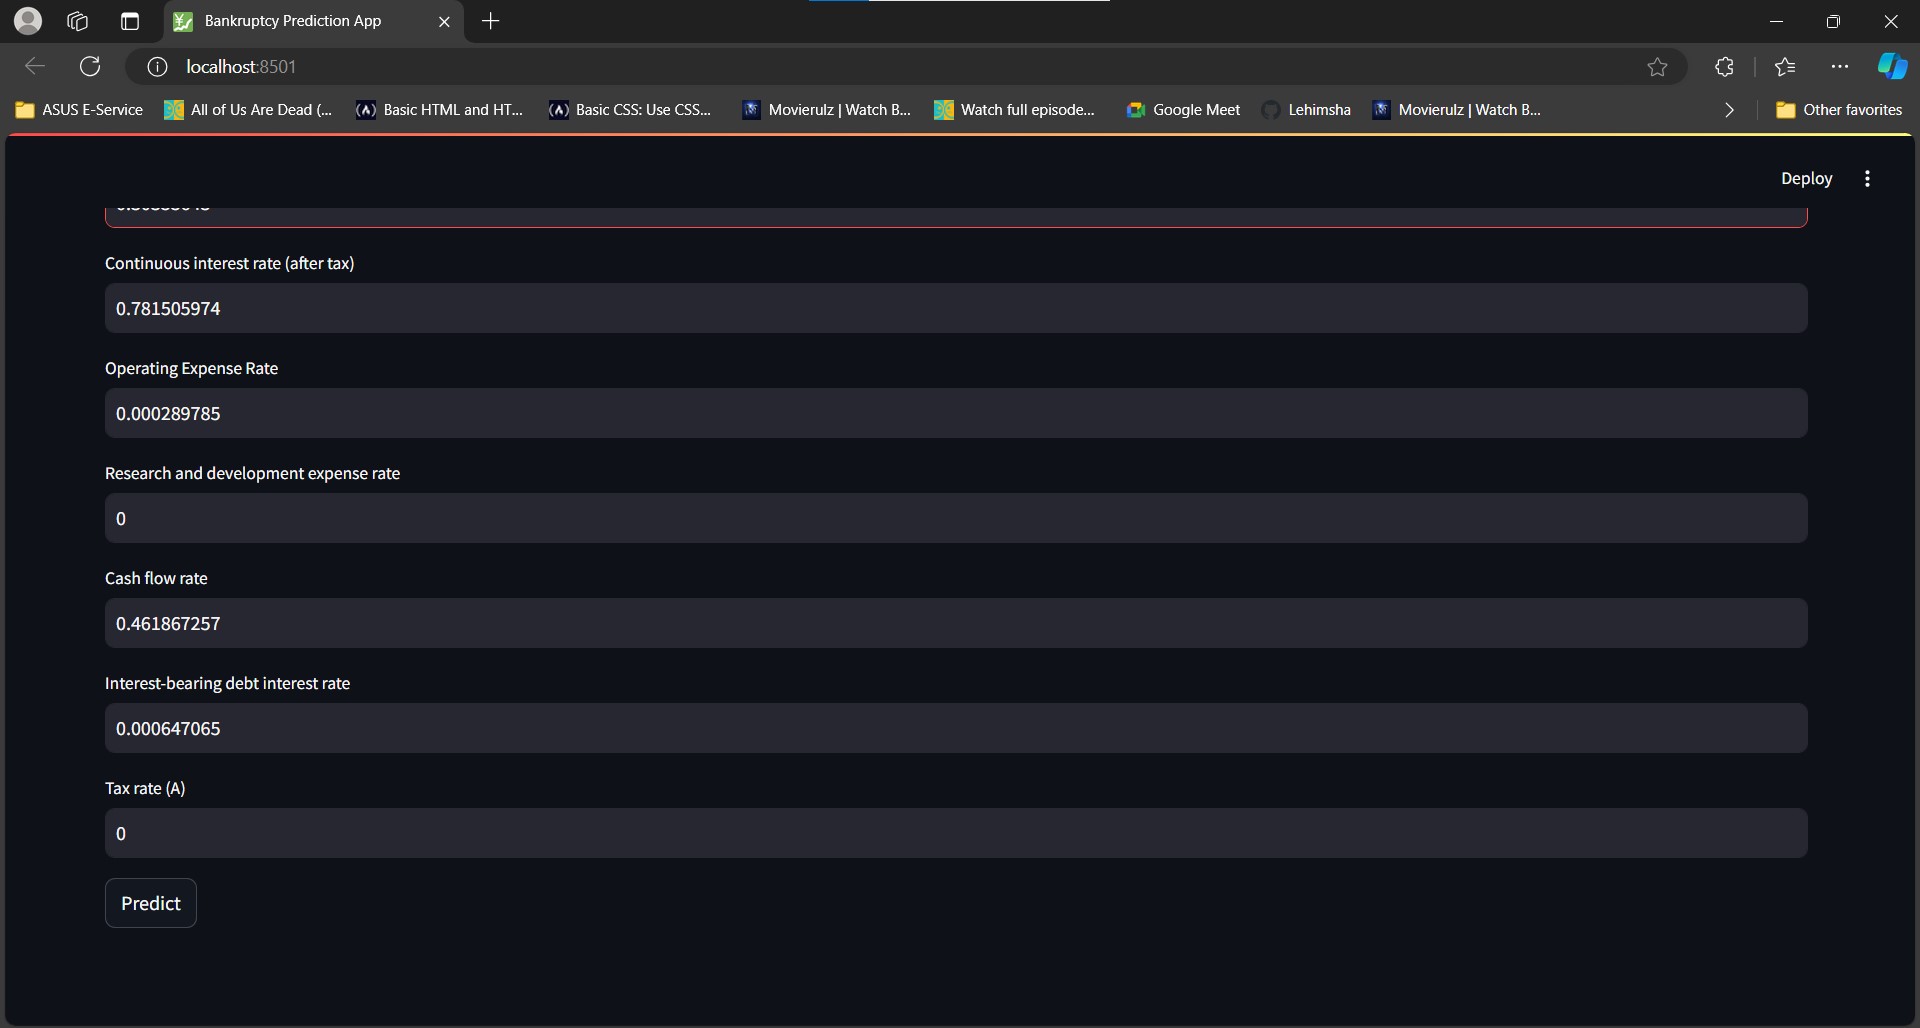 Bankruptcy Prediction App
localhost:8501
ASUS E-Service
All of Us Are Dead (...
Basic HTML and HT...
Basic CSS: Use CSS...
Movierulz | Watch B...
Watch full episode...
Google Meet
Lehimsha
Movierulz | Watch B...
Other favorites
Deploy
Continuous interest rate (after tax)
0.781505974
Operating Expense Rate
0.000289785
Research and development expense rate
0
Cash flow rate
0.461867257
Interest-bearing debt interest rate
0.000647065
Tax rate (A)
0
Predict